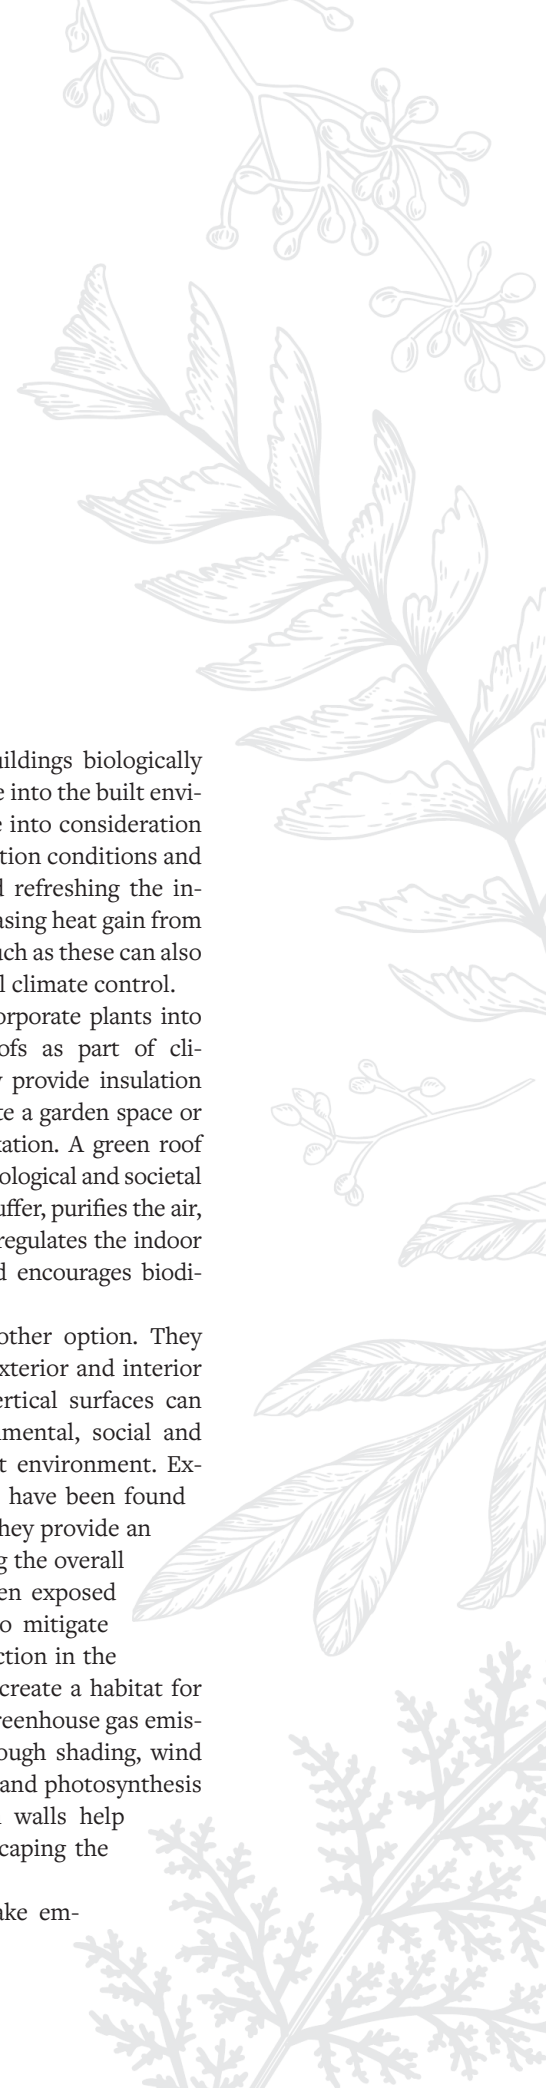 ildings biologically
into the built envi-
into consideration
tion conditions and
refreshing the in-
asing heat gain from
uch as these can also
l climate control.
orporate plants into
ofs as part of cli-
provide insulation
te a garden space or
ation. A green roof
ological and societal
uffer, purifies the air,
regulates the indoor
d encourages biodi-
other option. They
xterior and interior
ertical surfaces can
nmental, social and
t environment. Ex-
have been found
hey provide an
g the overall
en exposed
o mitigate
ction in the
create a habitat for
reenhouse gas emis-
ough shading, wind
and photosynthesis
walls help
caping the
ake em-